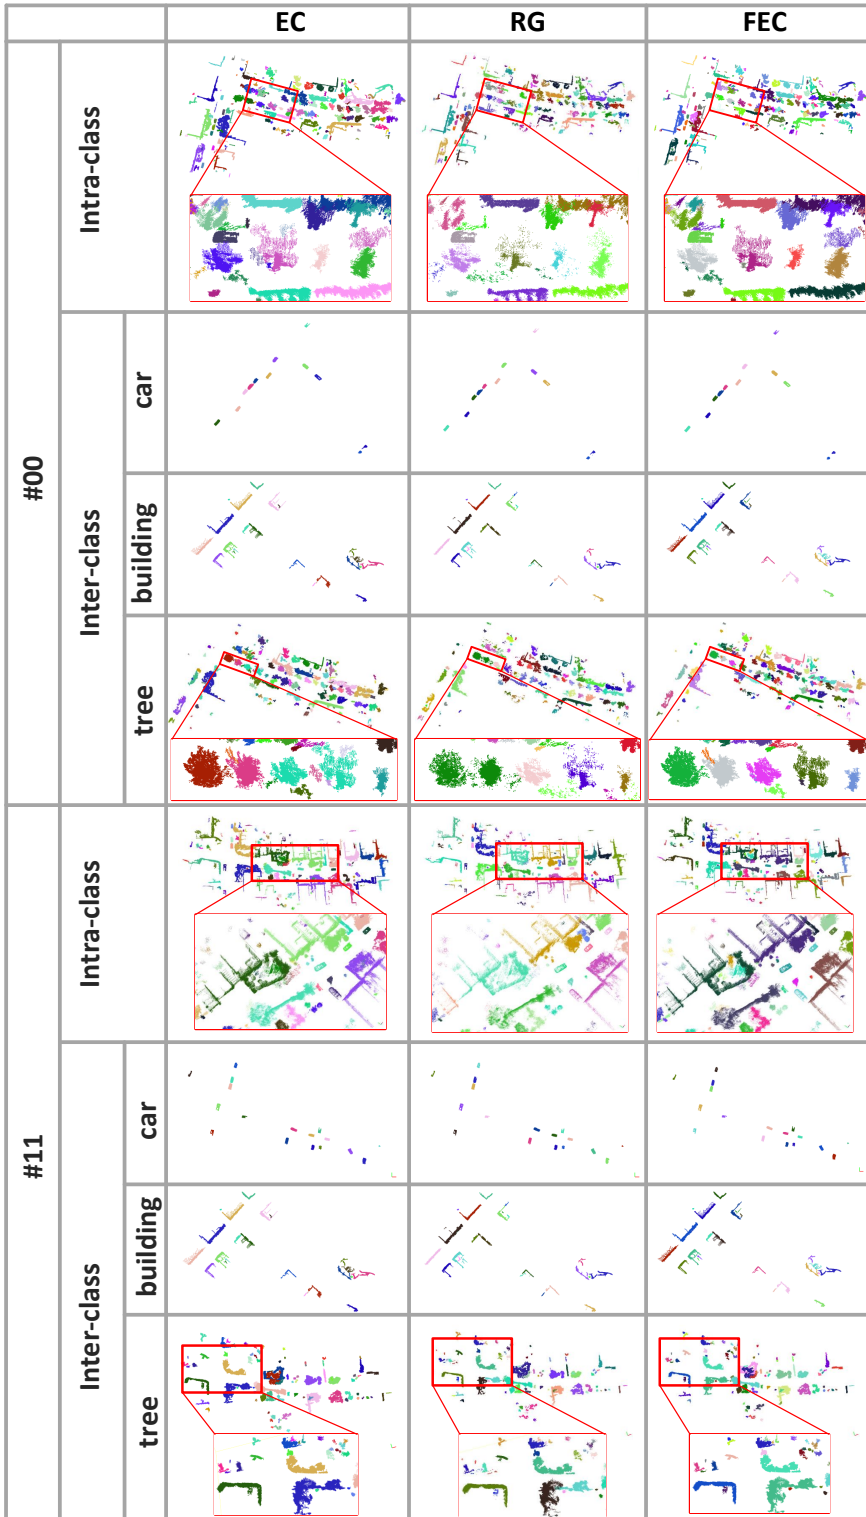 EC RG FEC
#00
Intra-class
Inter-class
car
building
tree
#11
Intra-class
Inter-class
car
building
tree